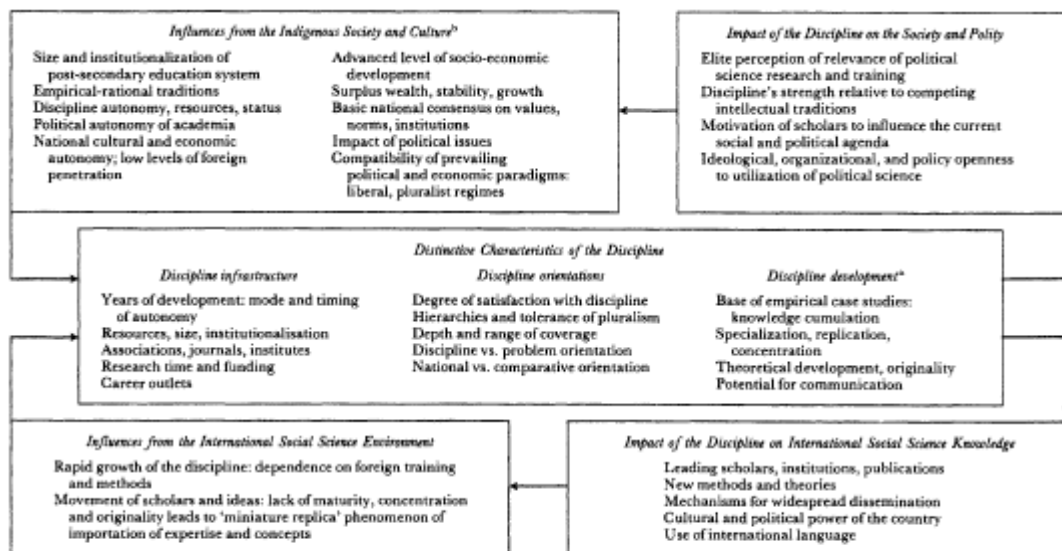 Influences from the Indigenous Society and Cultureᵇ
Size and institutionalization of
post-secondary education system
Empirical-rational traditions
Discipline autonomy, resources, status
Political autonomy of academia
National cultural and economic
autonomy; low levels of foreign
penetration
Advanced level of socio-economic
development
Surplus wealth, stability, growth
Basic national consensus on values,
norms, institutions
Impact of political issues
Compatibility of prevailing
political and economic paradigms:
liberal, pluralist regimes
Impact of the Discipline on the Society and Polity
Elite perception of relevance of political
science research and training
Discipline's strength relative to competing
intellectual traditions
Motivation of scholars to influence the current
social and political agenda
Ideological, organizational, and policy openness
to utilization of political science
Distinctive Characteristics of the Discipline
Discipline infrastructure
Years of development: mode and timing
of autonomy
Resources, size, institutionalisation
Associations, journals, institutes
Research time and funding
Career outlets
Discipline orientations
Degree of satisfaction with discipline
Hierarchies and tolerance of pluralism
Depth and range of coverage
Discipline vs. problem orientation
National vs. comparative orientation
Discipline developmentᵃ
Base of empirical case studies:
knowledge cumulation
Specialization, replication,
concentration
Theoretical development, originality
Potential for communication
Influences from the International Social Science Environment
Rapid growth of the discipline: dependence on foreign training
and methods
Movement of scholars and ideas: lack of maturity, concentration
and originality leads to 'miniature replica' phenomenon of
importation of expertise and concepts
Impact of the Discipline on International Social Science Knowledge
Leading scholars, institutions, publications
New methods and theories
Mechanisms for widespread dissemination
Cultural and political power of the country
Use of international language